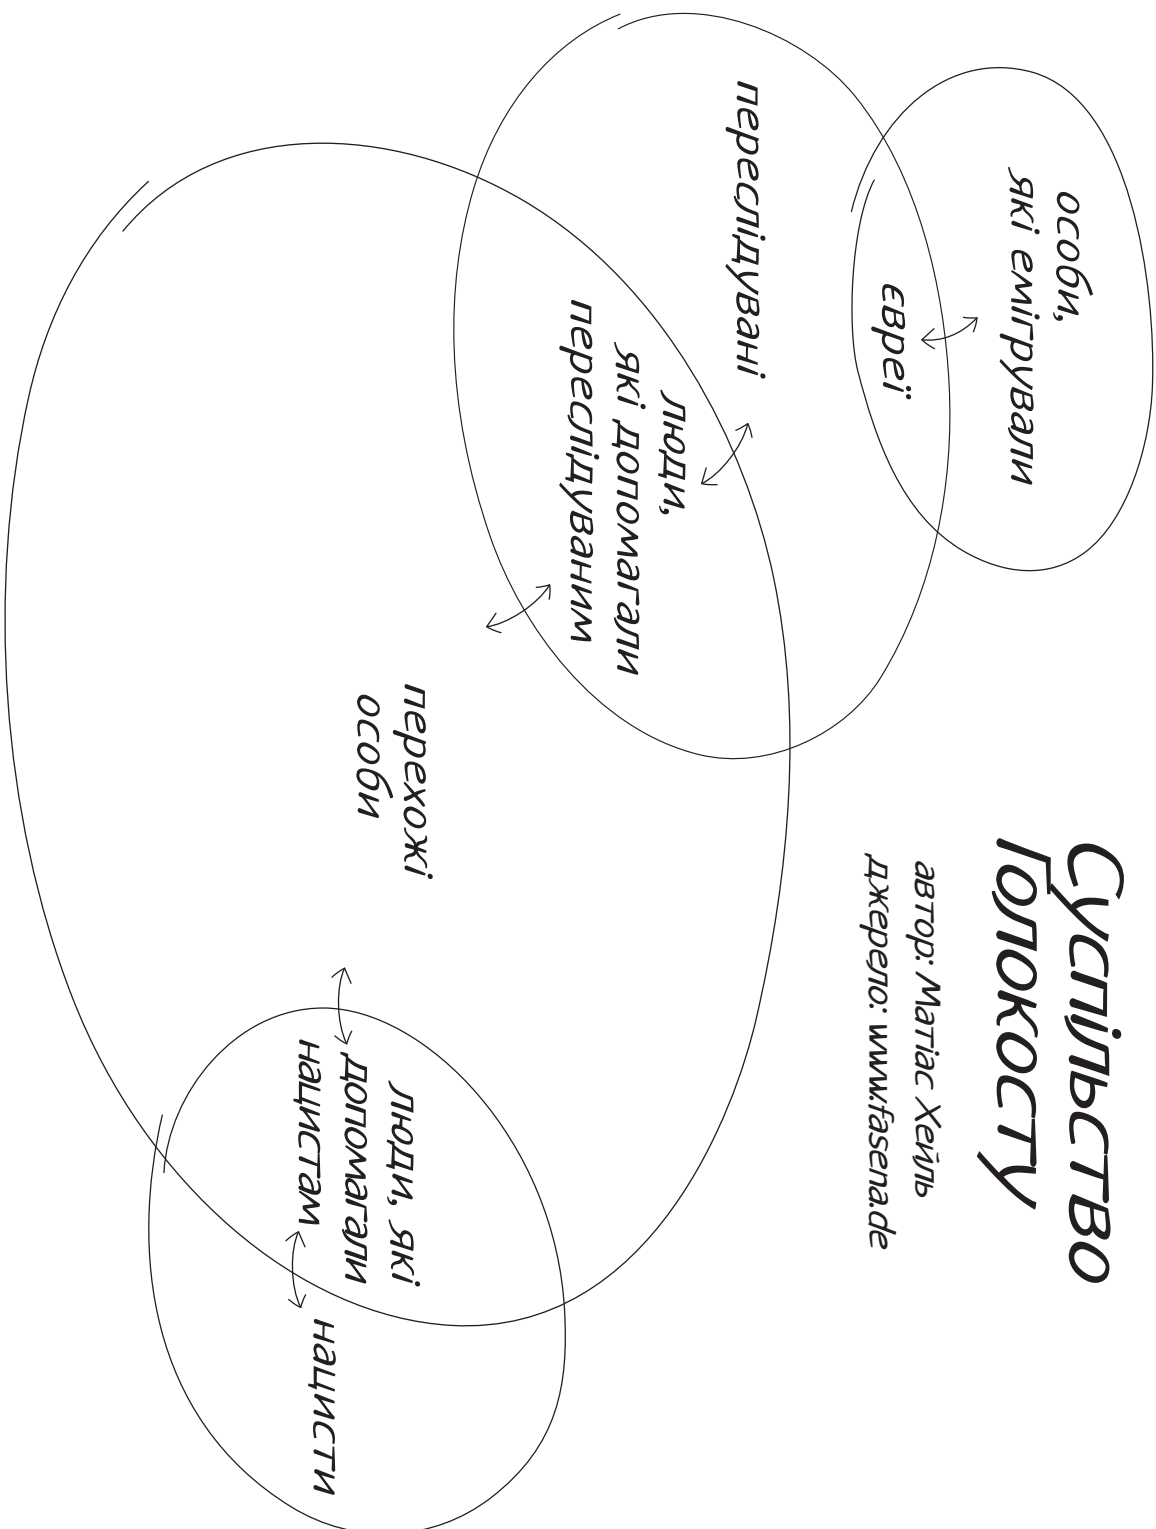 Суспільство
Голокосту
автор: Матіас Хейль
джерело: www.fasena.de
особи,
які емігрували
євреї
переслідувані
люди,
які допомагали
переслідуваним
перехожі
особи
люди, які
допомагали
нацистам
нацисти